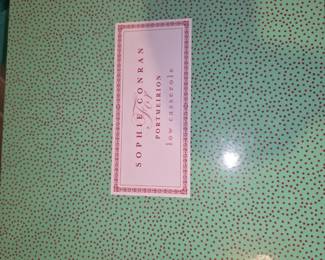 SOPHIE CONRAN
For
PORTMEIRION
low casserole